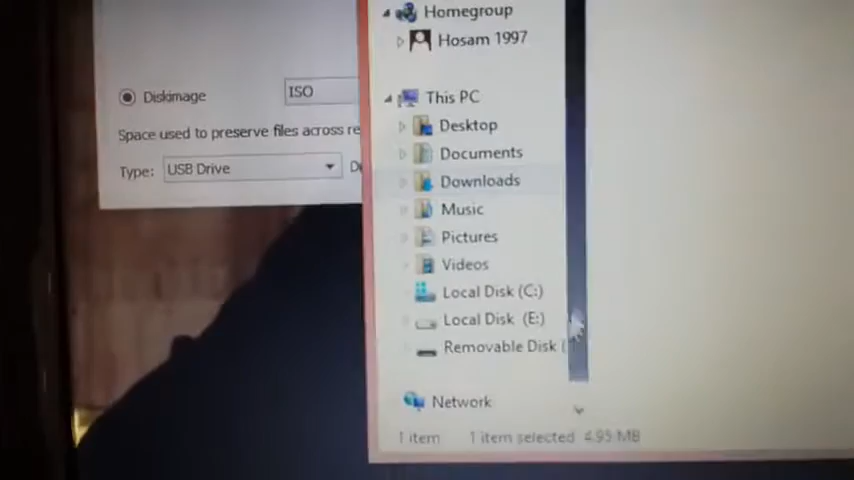 Homegroup
Hosam 1997
This PC
Desktop
Documents
Downloads
Music
Pictures
Videos
Local Disk (C:)
Local Disk (E:)
Removable Disk (
Network
1 item 1 item selected 4.95 MB
Diskimage ISO
Space used to preserve files across re
Type: USB Drive